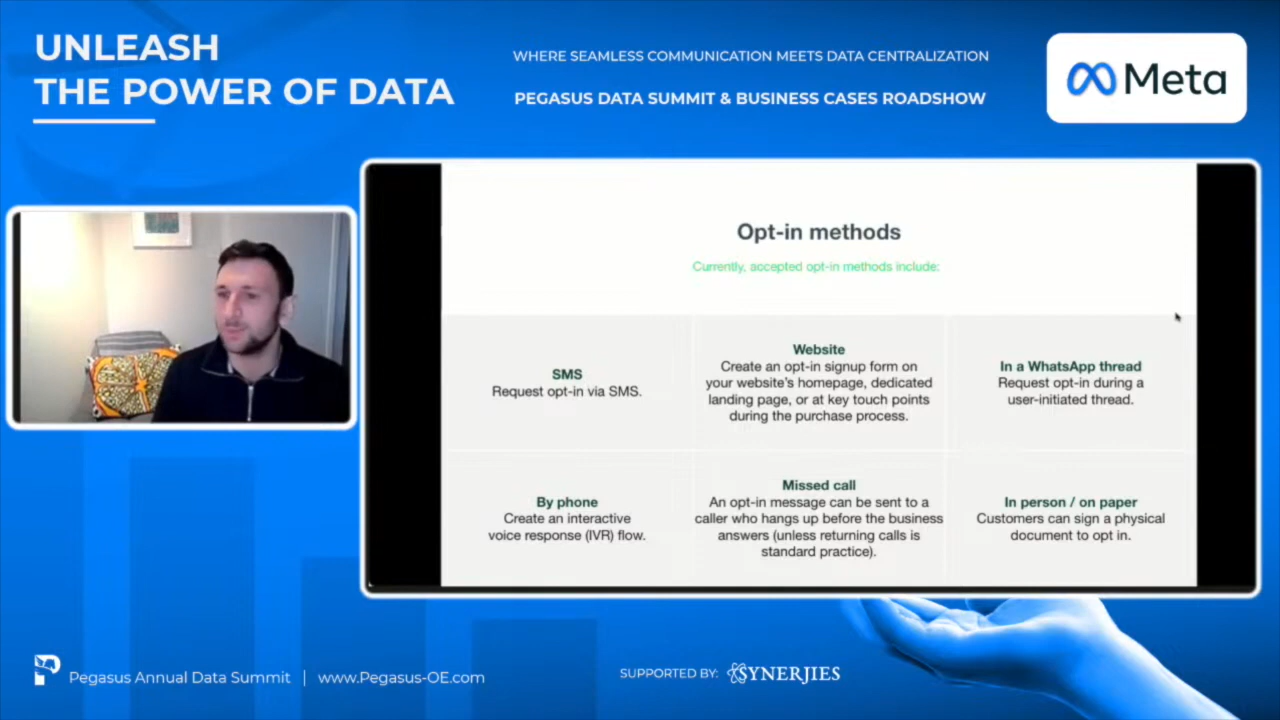 UNLEASH
THE POWER OF DATA
WHERE SEAMLESS COMMUNICATION MEETS DATA CENTRALIZATION
PEGASUS DATA SUMMIT & BUSINESS CASES ROADSHOW
Meta
Opt-in methods
Currently, accepted opt-in methods include:
SMS
Request opt-in via SMS.
Website
Create an opt-in signup form on
your website's homepage, dedicated
landing page, or at key touch points
during the purchase process.
In a WhatsApp thread
Request opt-in during a
user-initiated thread.
By phone
Create an interactive
voice response (IVR) flow.
Missed call
An opt-in message can be sent to a
caller who hangs up before the business
answers (unless returning calls is
standard practice).
In person / on paper
Customers can sign a physical
document to opt in.
Pegasus Annual Data Summit | www.Pegasus-OE.com
SUPPORTED BY: SYNERJIES